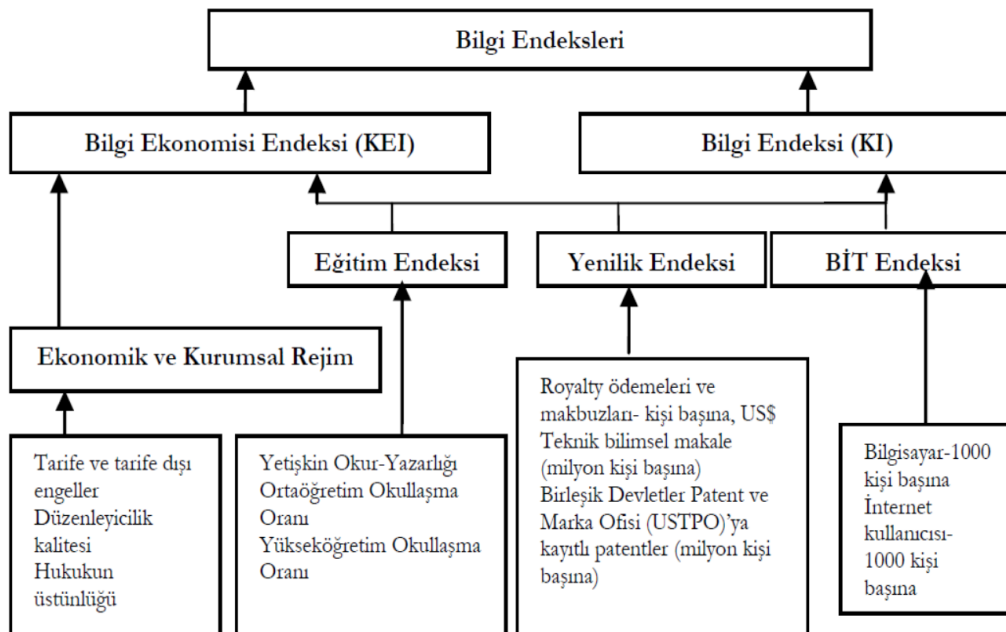 Bilgi Endeksleri
Bilgi Ekonomisi Endeksi (KEI)
Bilgi Endeksi (KI)
Eğitim Endeksi
Yenilik Endeksi
BİT Endeksi
Ekonomik ve Kurumsal Rejim
Tarife ve tarife dışı
engeller
Düzenleyicilik
kalitesi
Hukukun
üstünlüğü
Yetişkin Okur-Yazarlığı
Ortaöğretim Okullaşma
Oranı
Yükseköğretim Okullaşma
Oranı
Royalty ödemeleri ve
makbuzları- kişi başına, US$
Teknik bilimsel makale
(milyon kişi başına)
Birleşik Devletler Patent ve
Marka Ofisi (USTPO)’ya
kayıtlı patentler (milyon kişi
başına)
Bilgisayar-1000
kişi başına
İnternet
kullanıcısı-
1000 kişi
başına